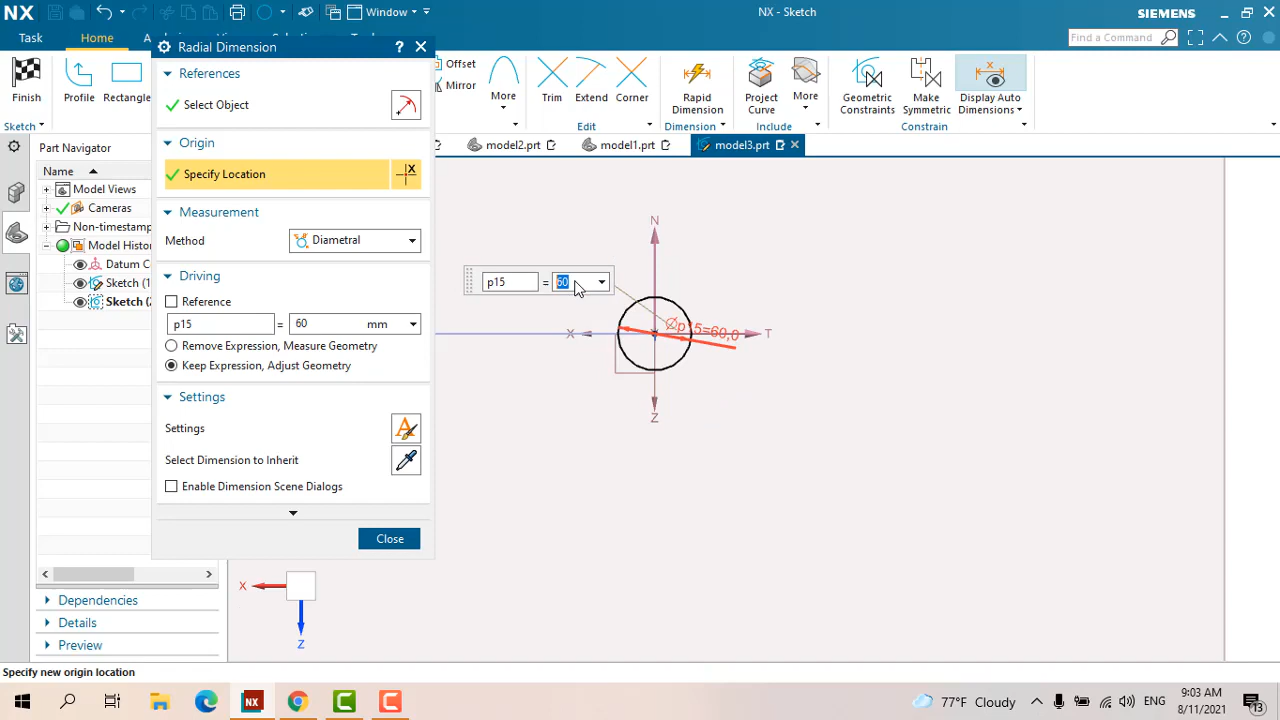 NX
Window
NX - Sketch
SIEMENS
Task
Home
Find a Command
Radial Dimension
?
References
Select Object
Origin
Specify Location
Measurement
Method
Diametral
Driving
Reference
p15
=
60
mm
Remove Expression, Measure Geometry
Keep Expression, Adjust Geometry
Settings
Settings
Select Dimension to Inherit
Enable Dimension Scene Dialogs
Close
Finish
Profile
Rectangle
Offset
Mirror
More
Trim
Extend
Corner
Rapid Dimension
Project Curve
More
Geometric Constraints
Make Symmetric
Display Auto Dimensions
Sketch
Edit
Dimension
Include
Constrain
model2.prt
model1.prt
model3.prt
Part Navigator
Name
Model Views
Cameras
Non-timestamp
Model Histo
Datum C
Sketch (1
Sketch (2
Dependencies
Details
Preview
N
p15 = 60
∅p15=60,0
X
T
Z
X
Z
Specify new origin location
77°F Cloudy
ENG
9:03 AM
8/11/2021
13